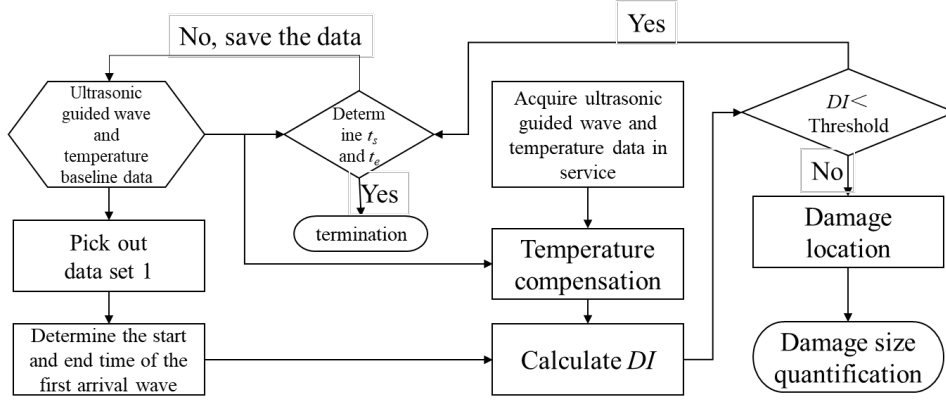 No, save the data
Yes
Ultrasonic
guided wave
and
temperature
baseline data
Determ
ine ts
and te
Yes
termination
Acquire ultrasonic
guided wave and
temperature data in
service
DI<
Threshold
No
Pick out
data set 1
Temperature
compensation
Damage
location
Determine the start
and end time of the
first arrival wave
Calculate DI
Damage size
quantification